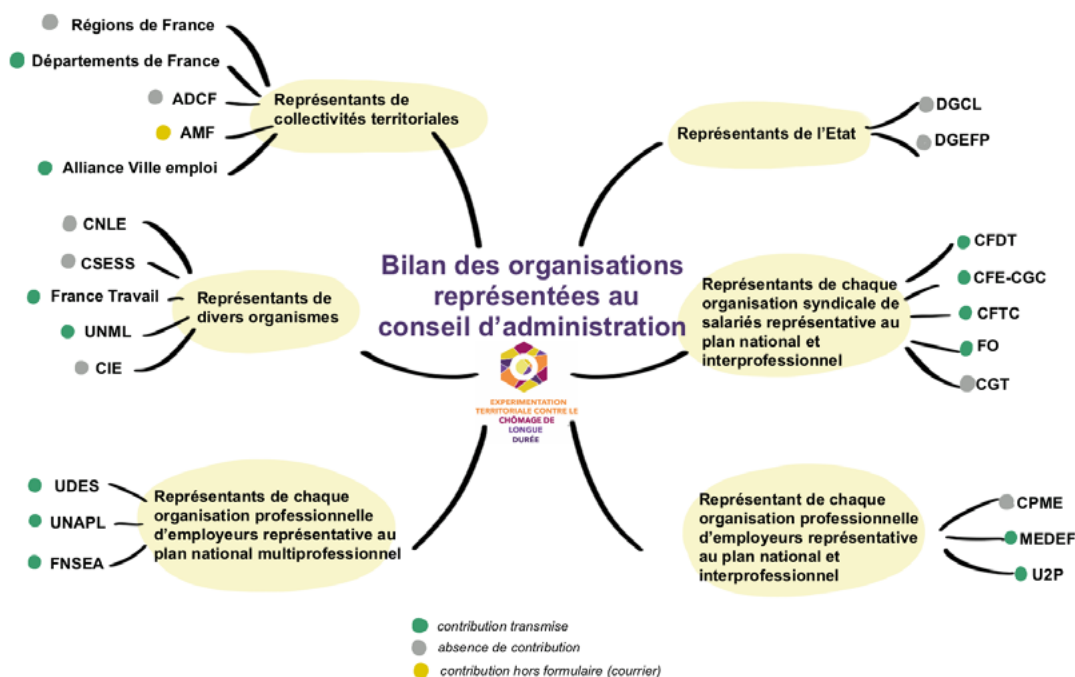 Bilan des organisations
représentées au
conseil d'administration
EXPERIMENTATION
TERRITORIALE CONTRE LE
CHÔMAGE DE
LONGUE
DURÉE
Régions de France
Départements de France
ADCF
AMF
Alliance Ville emploi
Représentants de
collectivités territoriales
CNLE
CSESS
France Travail
UNML
CIE
Représentants de
divers organismes
UDES
UNAPL
FNSEA
Représentants de chaque
organisation professionnelle
d'employeurs représentative au
plan national multiprofessionnel
Représentants de l'Etat
DGCL
DGEFP
Représentants de chaque
organisation syndicale de
salariés représentative au
plan national et
interprofessionnel
CFDT
CFE-CGC
CFTC
FO
CGT
Représentant de chaque
organisation professionnelle
d'employeurs représentative
au plan national et
interprofessionnel
CPME
MEDEF
U2P
contribution transmise
absence de contribution
contribution hors formulaire (courrier)